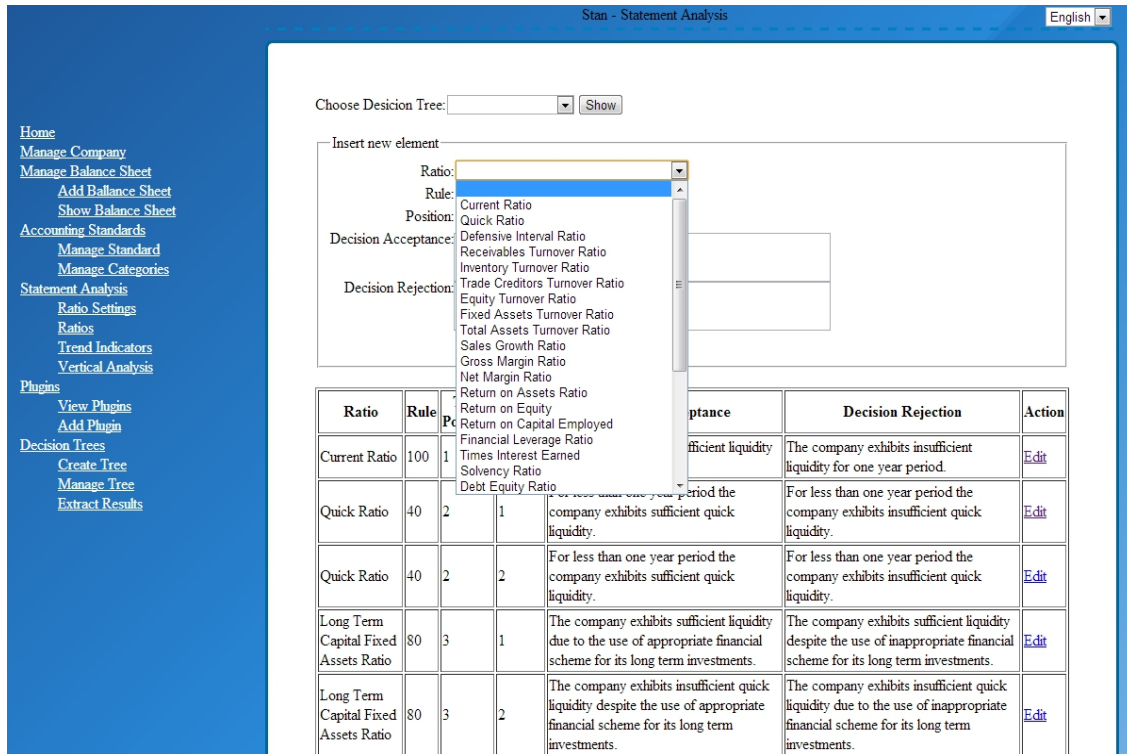 Stan - Statement Analysis
English
Home
Manage Company
Manage Balance Sheet
Add Ballance Sheet
Show Balance Sheet
Accounting Standards
Manage Standard
Manage Categories
Statement Analysis
Ratio Settings
Ratios
Trend Indicators
Vertical Analysis
Plugins
View Plugins
Add Plugin
Decision Trees
Create Tree
Manage Tree
Extract Results
Choose Desicion Tree:
Show
Insert new element
Ratio:
Rule:
Position:
Decision Acceptance:
Decision Rejection:
Current Ratio
Quick Ratio
Defensive Interval Ratio
Receivables Turnover Ratio
Inventory Turnover Ratio
Trade Creditors Turnover Ratio
Equity Turnover Ratio
Fixed Assets Turnover Ratio
Total Assets Turnover Ratio
Sales Growth Ratio
Gross Margin Ratio
Net Margin Ratio
Return on Assets Ratio
Return on Equity
Return on Capital Employed
Financial Leverage Ratio
Times Interest Earned
Solvency Ratio
Debt Equity Ratio
Ratio Rule Decision Rejection Action
Current Ratio 100 1 liquidity The company exhibits insufficient
liquidity for one year period. Edit
Quick Ratio 40 2 1 For less than one year period the
company exhibits sufficient quick
liquidity.
For less than one year period the
company exhibits insufficient quick
liquidity.
Edit
Quick Ratio 40 2 2 For less than one year period the
company exhibits sufficient quick
liquidity.
For less than one year period the
company exhibits insufficient quick
liquidity.
Edit
Long Term
Capital Fixed
Assets Ratio
80 3 1
The company exhibits sufficient liquidity
due to the use of appropriate financial
scheme for its long term investments.
The company exhibits sufficient liquidity
despite the use of inappropriate financial
scheme for its long term investments.
Edit
Long Term
Capital Fixed
Assets Ratio
80 3 2
The company exhibits insufficient quick
liquidity despite the use of appropriate
financial scheme for its long term
investments.
The company exhibits insufficient quick
liquidity due to the use of inappropriate
financial scheme for its long term
investments.
Edit